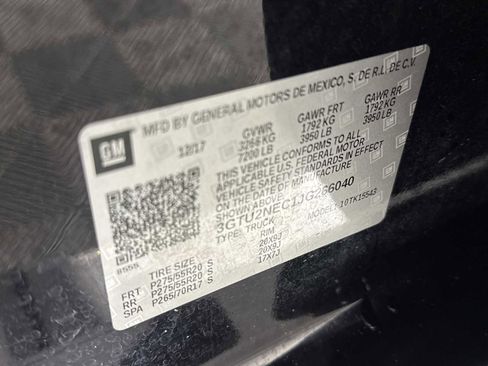 GM
MFD BY GENERAL MOTORS DE MEXICO, S. DE R.L. DE C.V.
12/17 GVWR GAWR FRT GAWR RR
3266 KG 1792 KG 1792 KG
7200 LB 3950 LB 3950 LB
THIS VEHICLE CONFORMS TO ALL
APPLICABLE U.S. FEDERAL MOTOR
VEHICLE SAFETY STANDARDS IN EFFECT ON
THE DATE OF MANUFACTURE
SHOWN ABOVE
3GTU2NEC1JG266040
TYPE: TRUCK MODEL: 10TK15543
8555
TIRE SIZE RIM
FRT P275/55R20 S 20X9J
RR P275/55R20 S 20X9J
SPA P265/70R17 S 17X7J